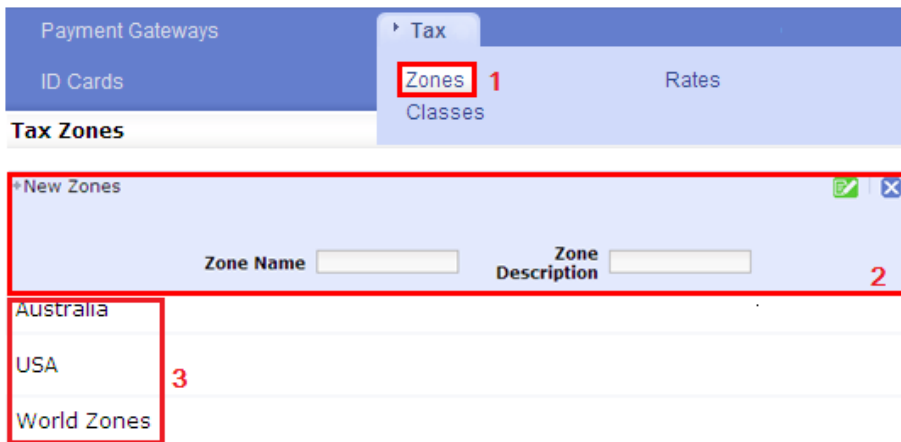 Payment Gateways
Tax
ID Cards
Zones 1 Rates
Classes
Tax Zones
+New Zones
Zone Name Zone Description
2
Australia
USA
3
World Zones